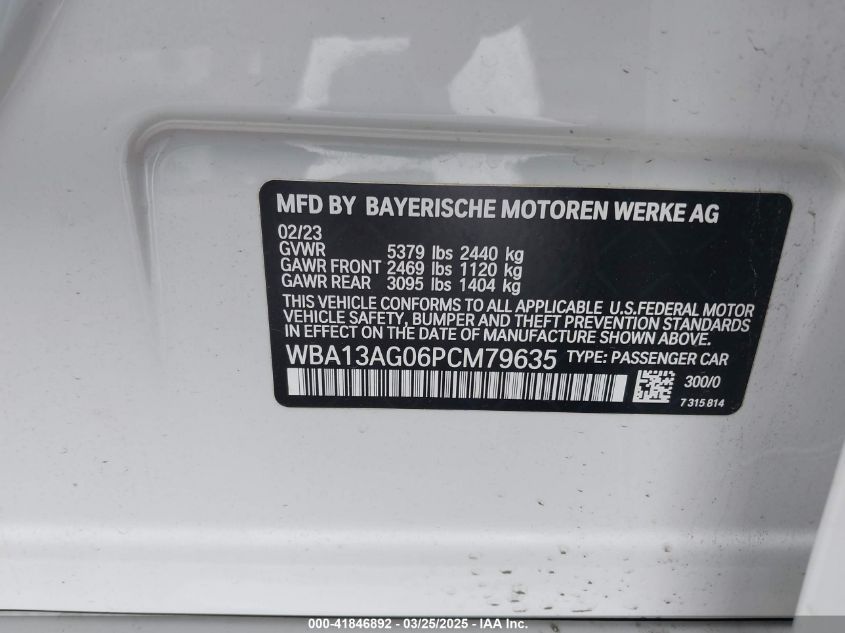 MFD BY BAYERISCHE MOTOREN WERKE AG
02/23
GVWR 5379 lbs 2440 kg
GAWR FRONT 2469 lbs 1120 kg
GAWR REAR 3095 lbs 1404 kg
THIS VEHICLE CONFORMS TO ALL APPLICABLE U.S.FEDERAL MOTOR
VEHICLE SAFETY, BUMPER AND THEFT PREVENTION STANDARDS
IN EFFECT ON THE DATE OF MANUFACTURE SHOWN ABOVE.
WBA13AG06PCM79635 TYPE: PASSENGER CAR
300/0
7 315 814
000-41846892 — 03/25/2025 — IAA Inc.